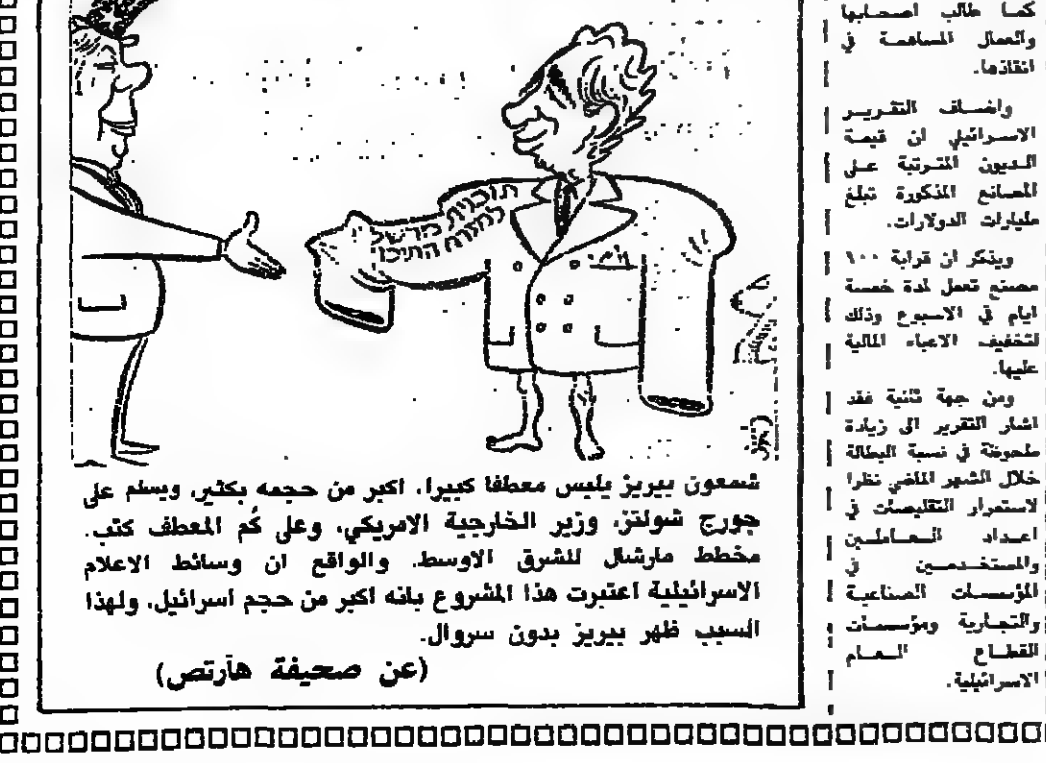 كما طالب اصحابها
والعمال المساهمة في
انقاذها.
واضاف التقرير
الاسرائيلي ان قيمة
الديون المترتبة على
المصانع المذكورة تبلغ
مليارات الدولارات.
ويذكر ان قرابة ١٠٠
مصنع تعمل لمدة خمسة
ايام في الاسبوع وذلك
لتخفيف الاعباء المالية
عليها.
ومن جهة ثانية فقد
اشار التقرير الى زيادة
ملحوظة في نسبة البطالة
خلال الشهر الماضي نظرا
لاستمرار التقليصات في
اعداد العاملين
والمستخدمين في
المؤسسات الصناعية
والتجارية ومؤسسات
القطاع العام
الاسرائيلية.
תוכנית מרשל
למזרח התיכון
شمعون بيريز يلبس معطفا كبيرا، اكبر من حجمه بكثير، ويسلم على
جورج شولتز، وزير الخارجية الامريكي، وعلى كُم المعطف كتب.
مخطط مارشال للشرق الاوسط. والواقع ان وسائط الاعلام
الاسرائيلية اعتبرت هذا المشروع بانه اكبر من حجم اسرائيل، ولهذا
السبب ظهر بيريز بدون سروال.
(عن صحيفة هآرتص)